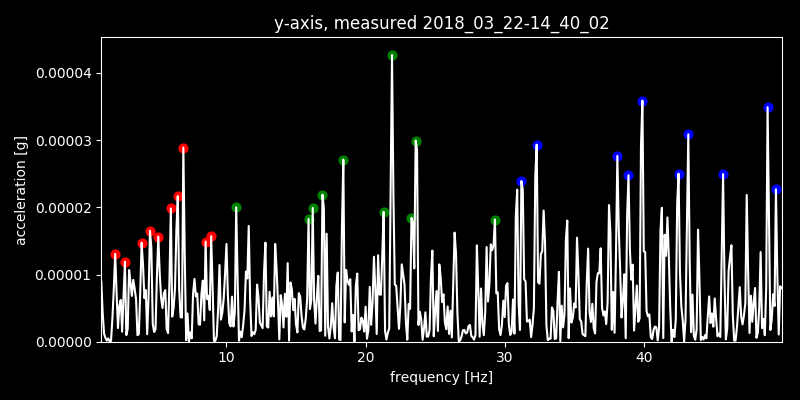 y-axis, measured 2018_03_22-14_40_02
acceleration [g]
0.00004
0.00003
0.00002
0.00001
0.00000
10 20 30 40
frequency [Hz]